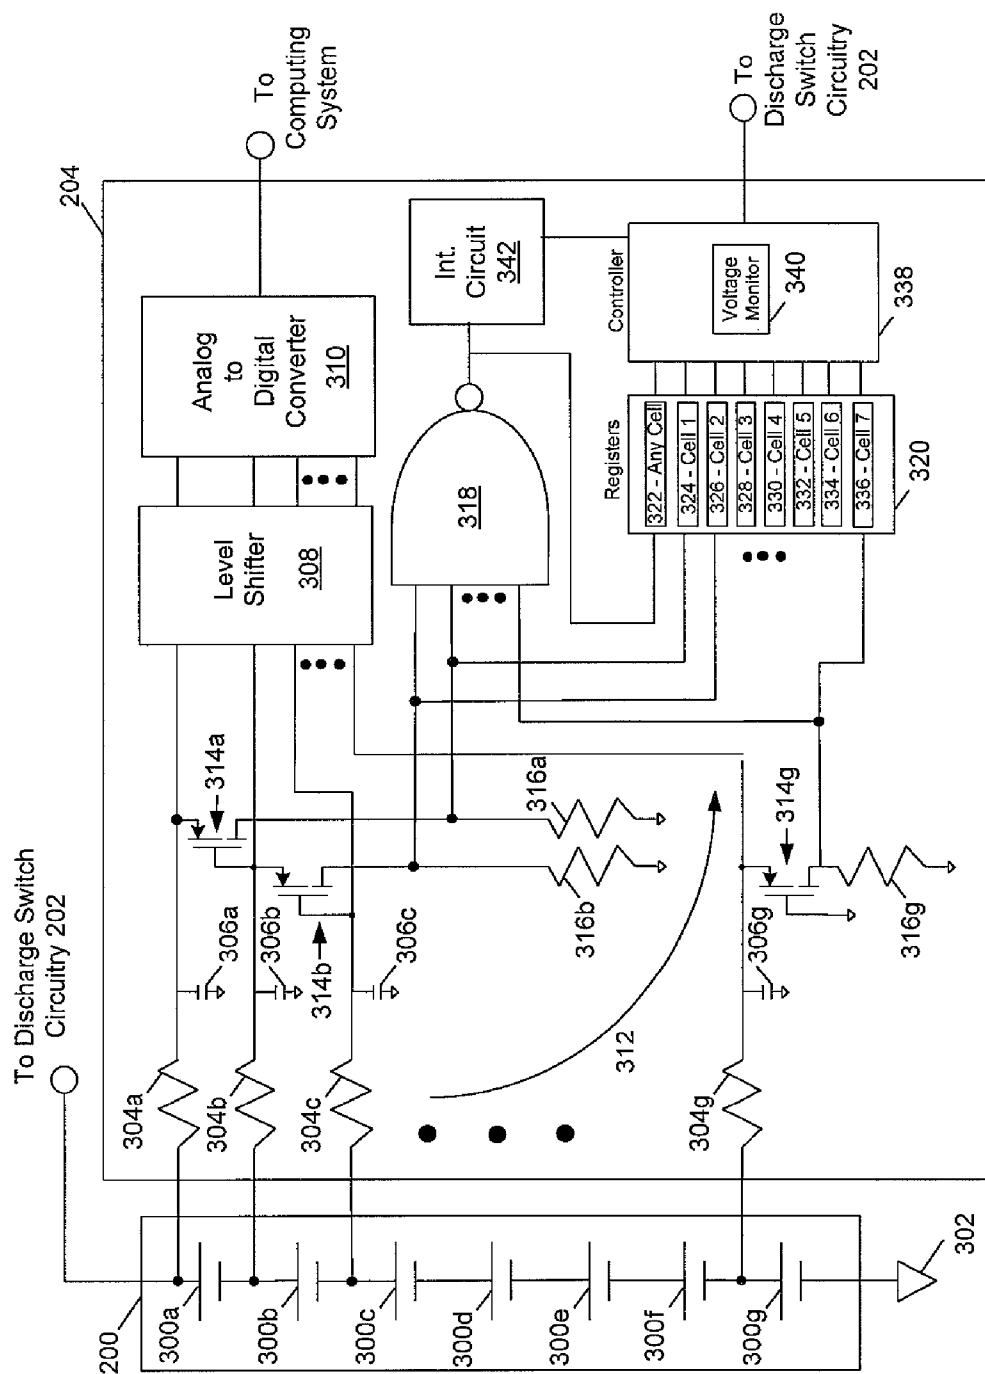 To Discharge Switch
Circuitry 202
200
300a
300b
300c
300d
300e
300f
300g
302
204
304a
304b
304c
304g
306a
306b
306c
306g
314a
314b
314g
316a
316b
316g
312
Level
Shifter
308
Analog
to
Digital
Converter
310
To
Computing
System
318
Int.
Circuit
342
Registers
322 - Any Cell
324 - Cell 1
326 - Cell 2
328 - Cell 3
330 - Cell 4
332 - Cell 5
334 - Cell 6
336 - Cell 7
320
Controller
Voltage
Monitor
340
338
To
Discharge
Switch
Circuitry
202